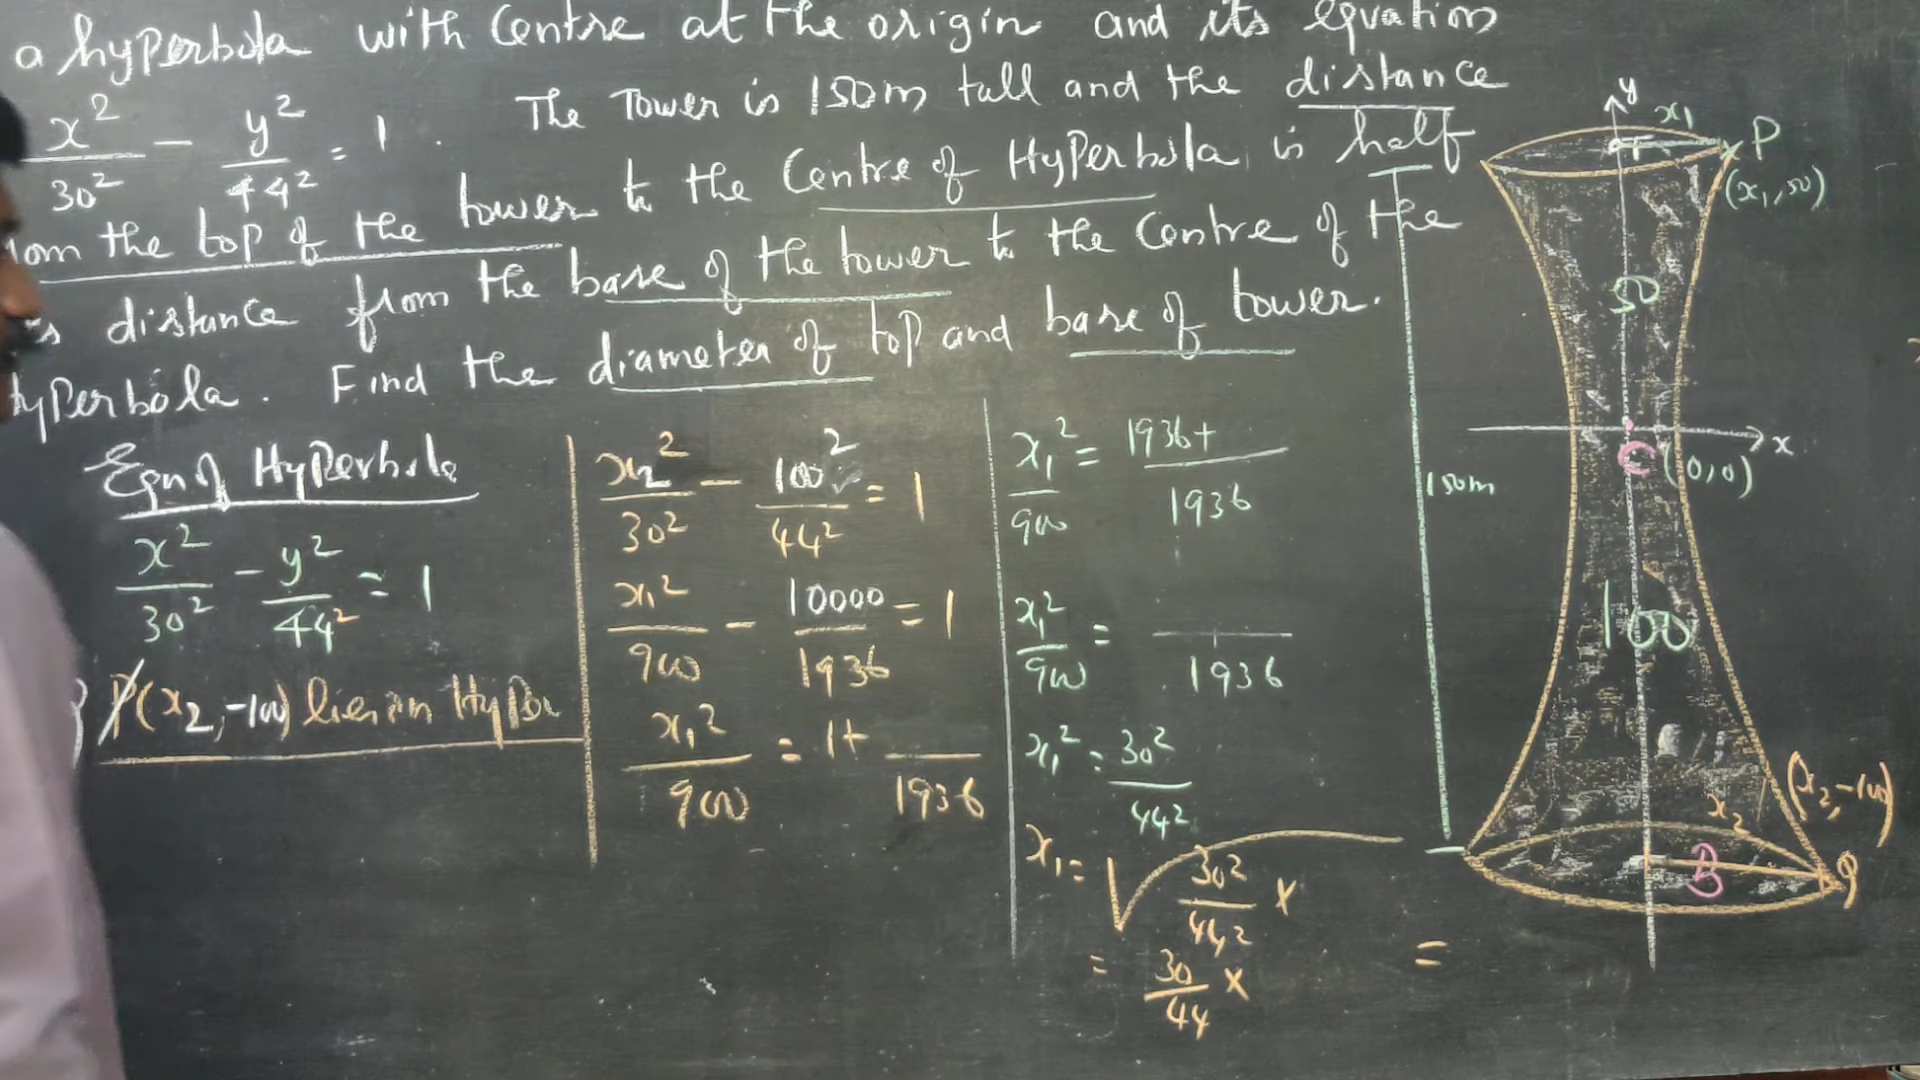 a hyperbola with Centre at the origin and its equation
x²/30² - y²/44² = 1. The Tower is 150m tall and the distance
om the top of the tower to the Centre of Hyperbola is half
s distance from the base of the tower to the Centre of the
yperbola. Find the diameter of top and base of tower.
Eqn of Hyperbola
x²/30² - y²/44² = 1
P(x₂, -100) lies on Hypbo
x₂²/30² - 100²/44² = 1
x₁²/900 - 10000/1936 = 1
x₁²/900 = 1 + /1936
x₁²/900 = 1936+/1936
x₁²/900 = /1936
x₁² = 30²/44²
x₁ = √30²/44² ×
= 30/44 × =
y
x₁
P
(x₁, 50)
50
x
C (0,0)
150m
100
(x₂, -100)
x₂
B
Q